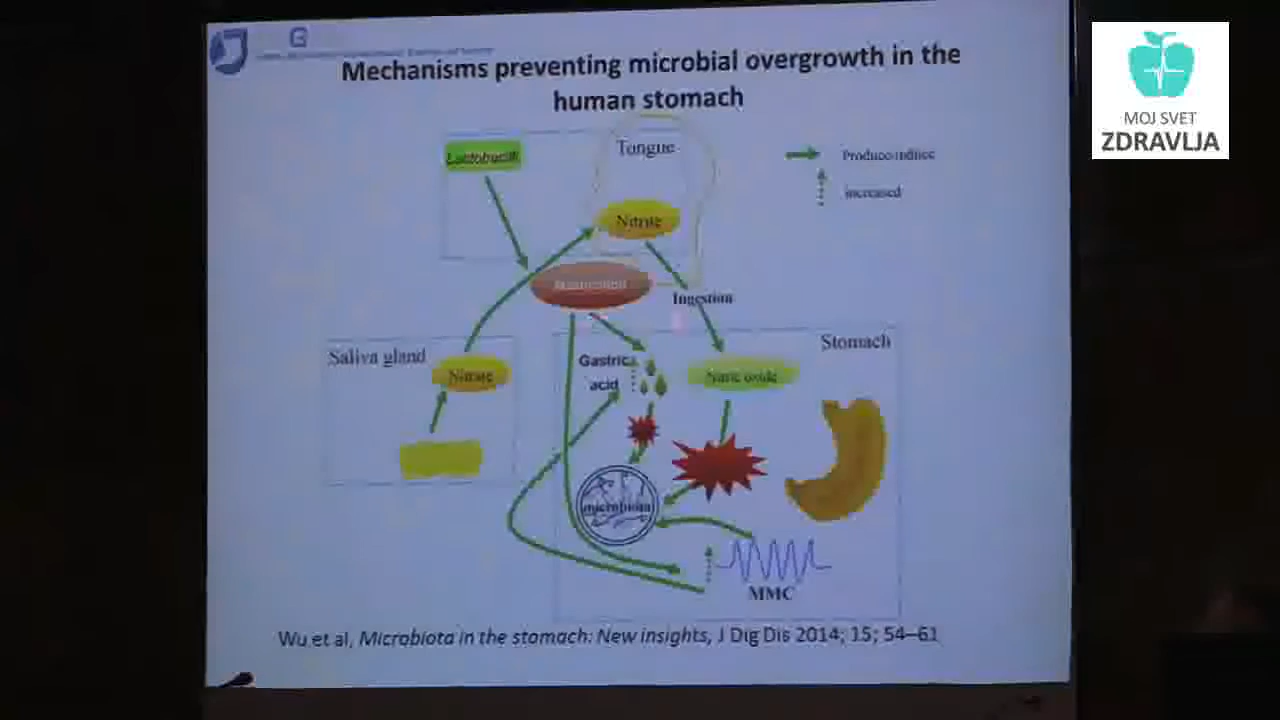 MOJ SVET
ZDRAVLJA
Mechanisms preventing microbial overgrowth in the
human stomach
Lactobacilli
Tongue
Produce/induce
increased
Nitrite
Ingestion
Saliva gland
Nitrate
Stomach
Gastric
acid
Nitric oxide
microbiota
MMC
Wu et al, Microbiota in the stomach: New insights, J Dig Dis 2014; 15; 54–61